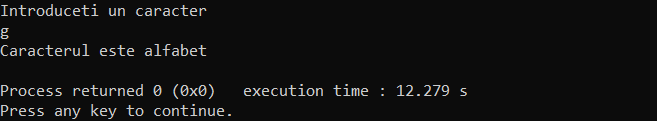 Introduceti un caracter
g
Caracterul este alfabet
Process returned 0 (0x0)   execution time : 12.279 s
Press any key to continue.